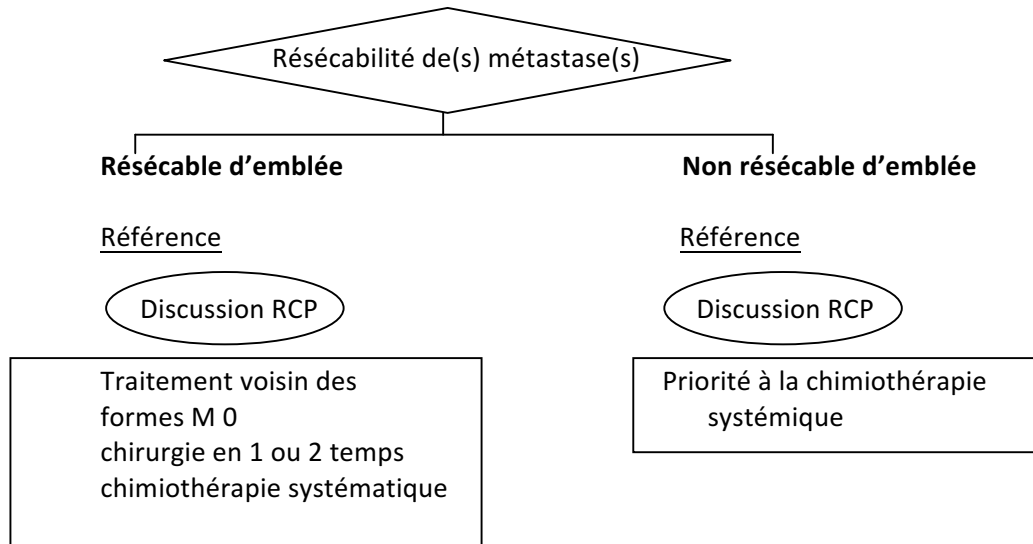 Résécabilité de(s) métastase(s)
Résécable d’emblée
Non résécable d’emblée
Référence
Référence
Discussion RCP
Discussion RCP
Traitement voisin des
formes M 0
chirurgie en 1 ou 2 temps
chimiothérapie systématique
Priorité à la chimiothérapie
systémique